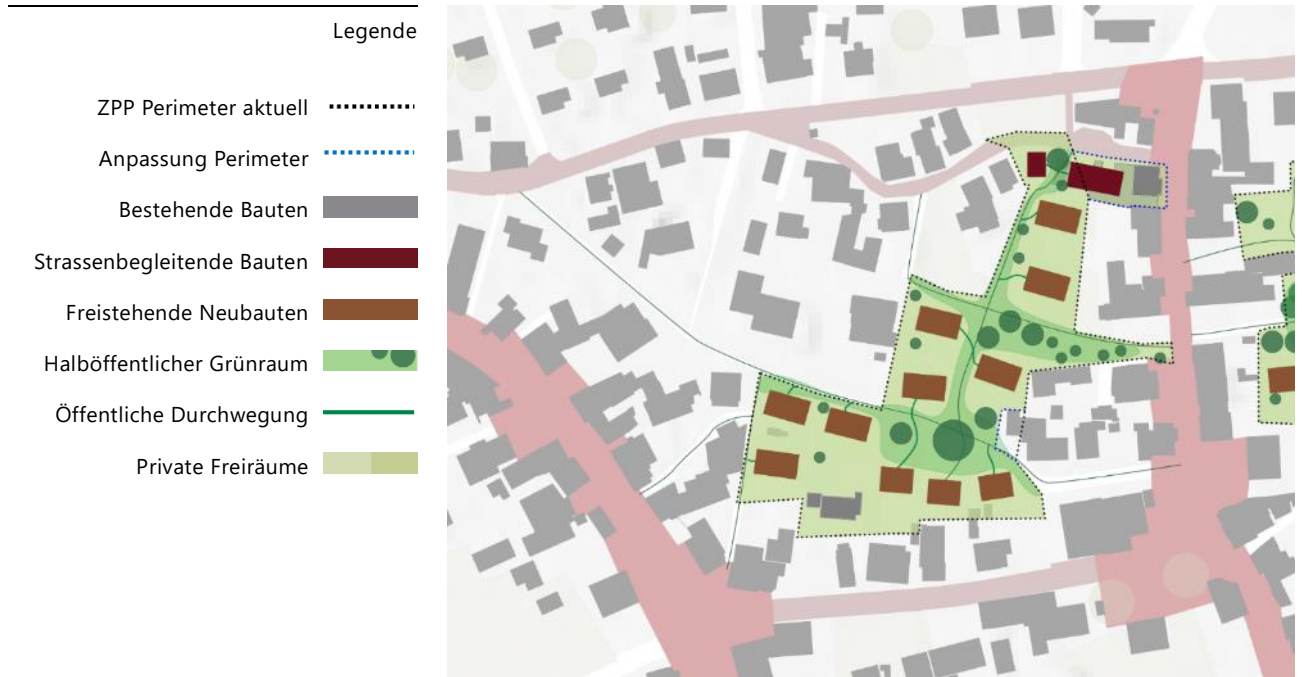 Legende
ZPP Perimeter aktuell
Anpassung Perimeter
Bestehende Bauten
Strassenbegleitende Bauten
Freistehende Neubauten
Halböffentlicher Grünraum
Öffentliche Durchwegung
Private Freiräume